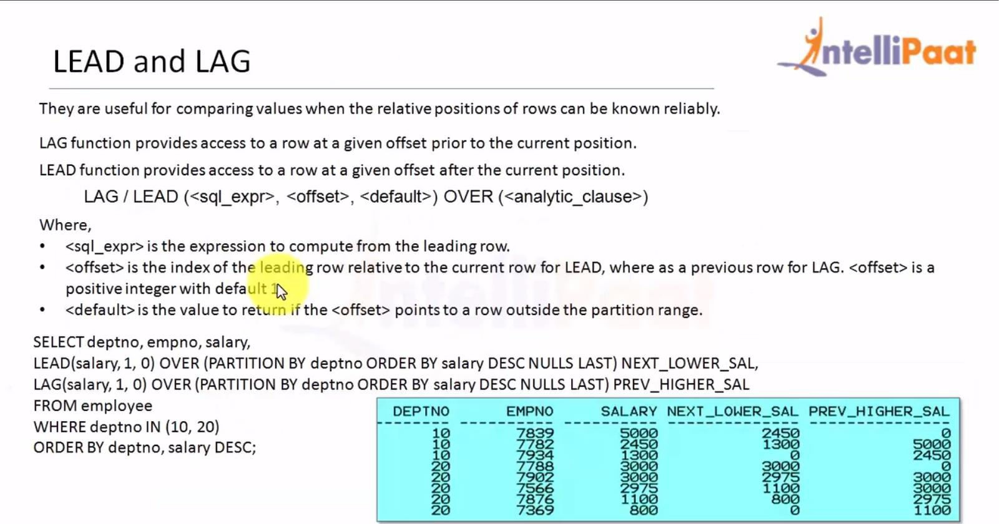 IntelliPaat
LEAD and LAG
They are useful for comparing values when the relative positions of rows can be known reliably.
LAG function provides access to a row at a given offset prior to the current position.
LEAD function provides access to a row at a given offset after the current position.
LAG / LEAD (<sql_expr>, <offset>, <default>) OVER (<analytic_clause>)
Where,
• <sql_expr> is the expression to compute from the leading row.
• <offset> is the index of the leading row relative to the current row for LEAD, where as a previous row for LAG. <offset> is a
positive integer with default 1
• <default> is the value to return if the <offset> points to a row outside the partition range.
IntelliPaat
SELECT deptno, empno, salary,
LEAD(salary, 1, 0) OVER (PARTITION BY deptno ORDER BY salary DESC NULLS LAST) NEXT_LOWER_SAL,
LAG(salary, 1, 0) OVER (PARTITION BY deptno ORDER BY salary DESC NULLS LAST) PREV_HIGHER_SAL
FROM employee
WHERE deptno IN (10, 20)
ORDER BY deptno, salary DESC;
DEPTNO EMPNO SALARY NEXT_LOWER_SAL PREV_HIGHER_SAL
10 7839 5000 2450 0
10 7782 2450 1300 5000
10 7934 1300 0 2450
20 7788 3000 3000 0
20 7902 3000 2975 3000
20 7566 2975 1100 3000
20 7876 1100 800 2975
20 7369 800 0 1100